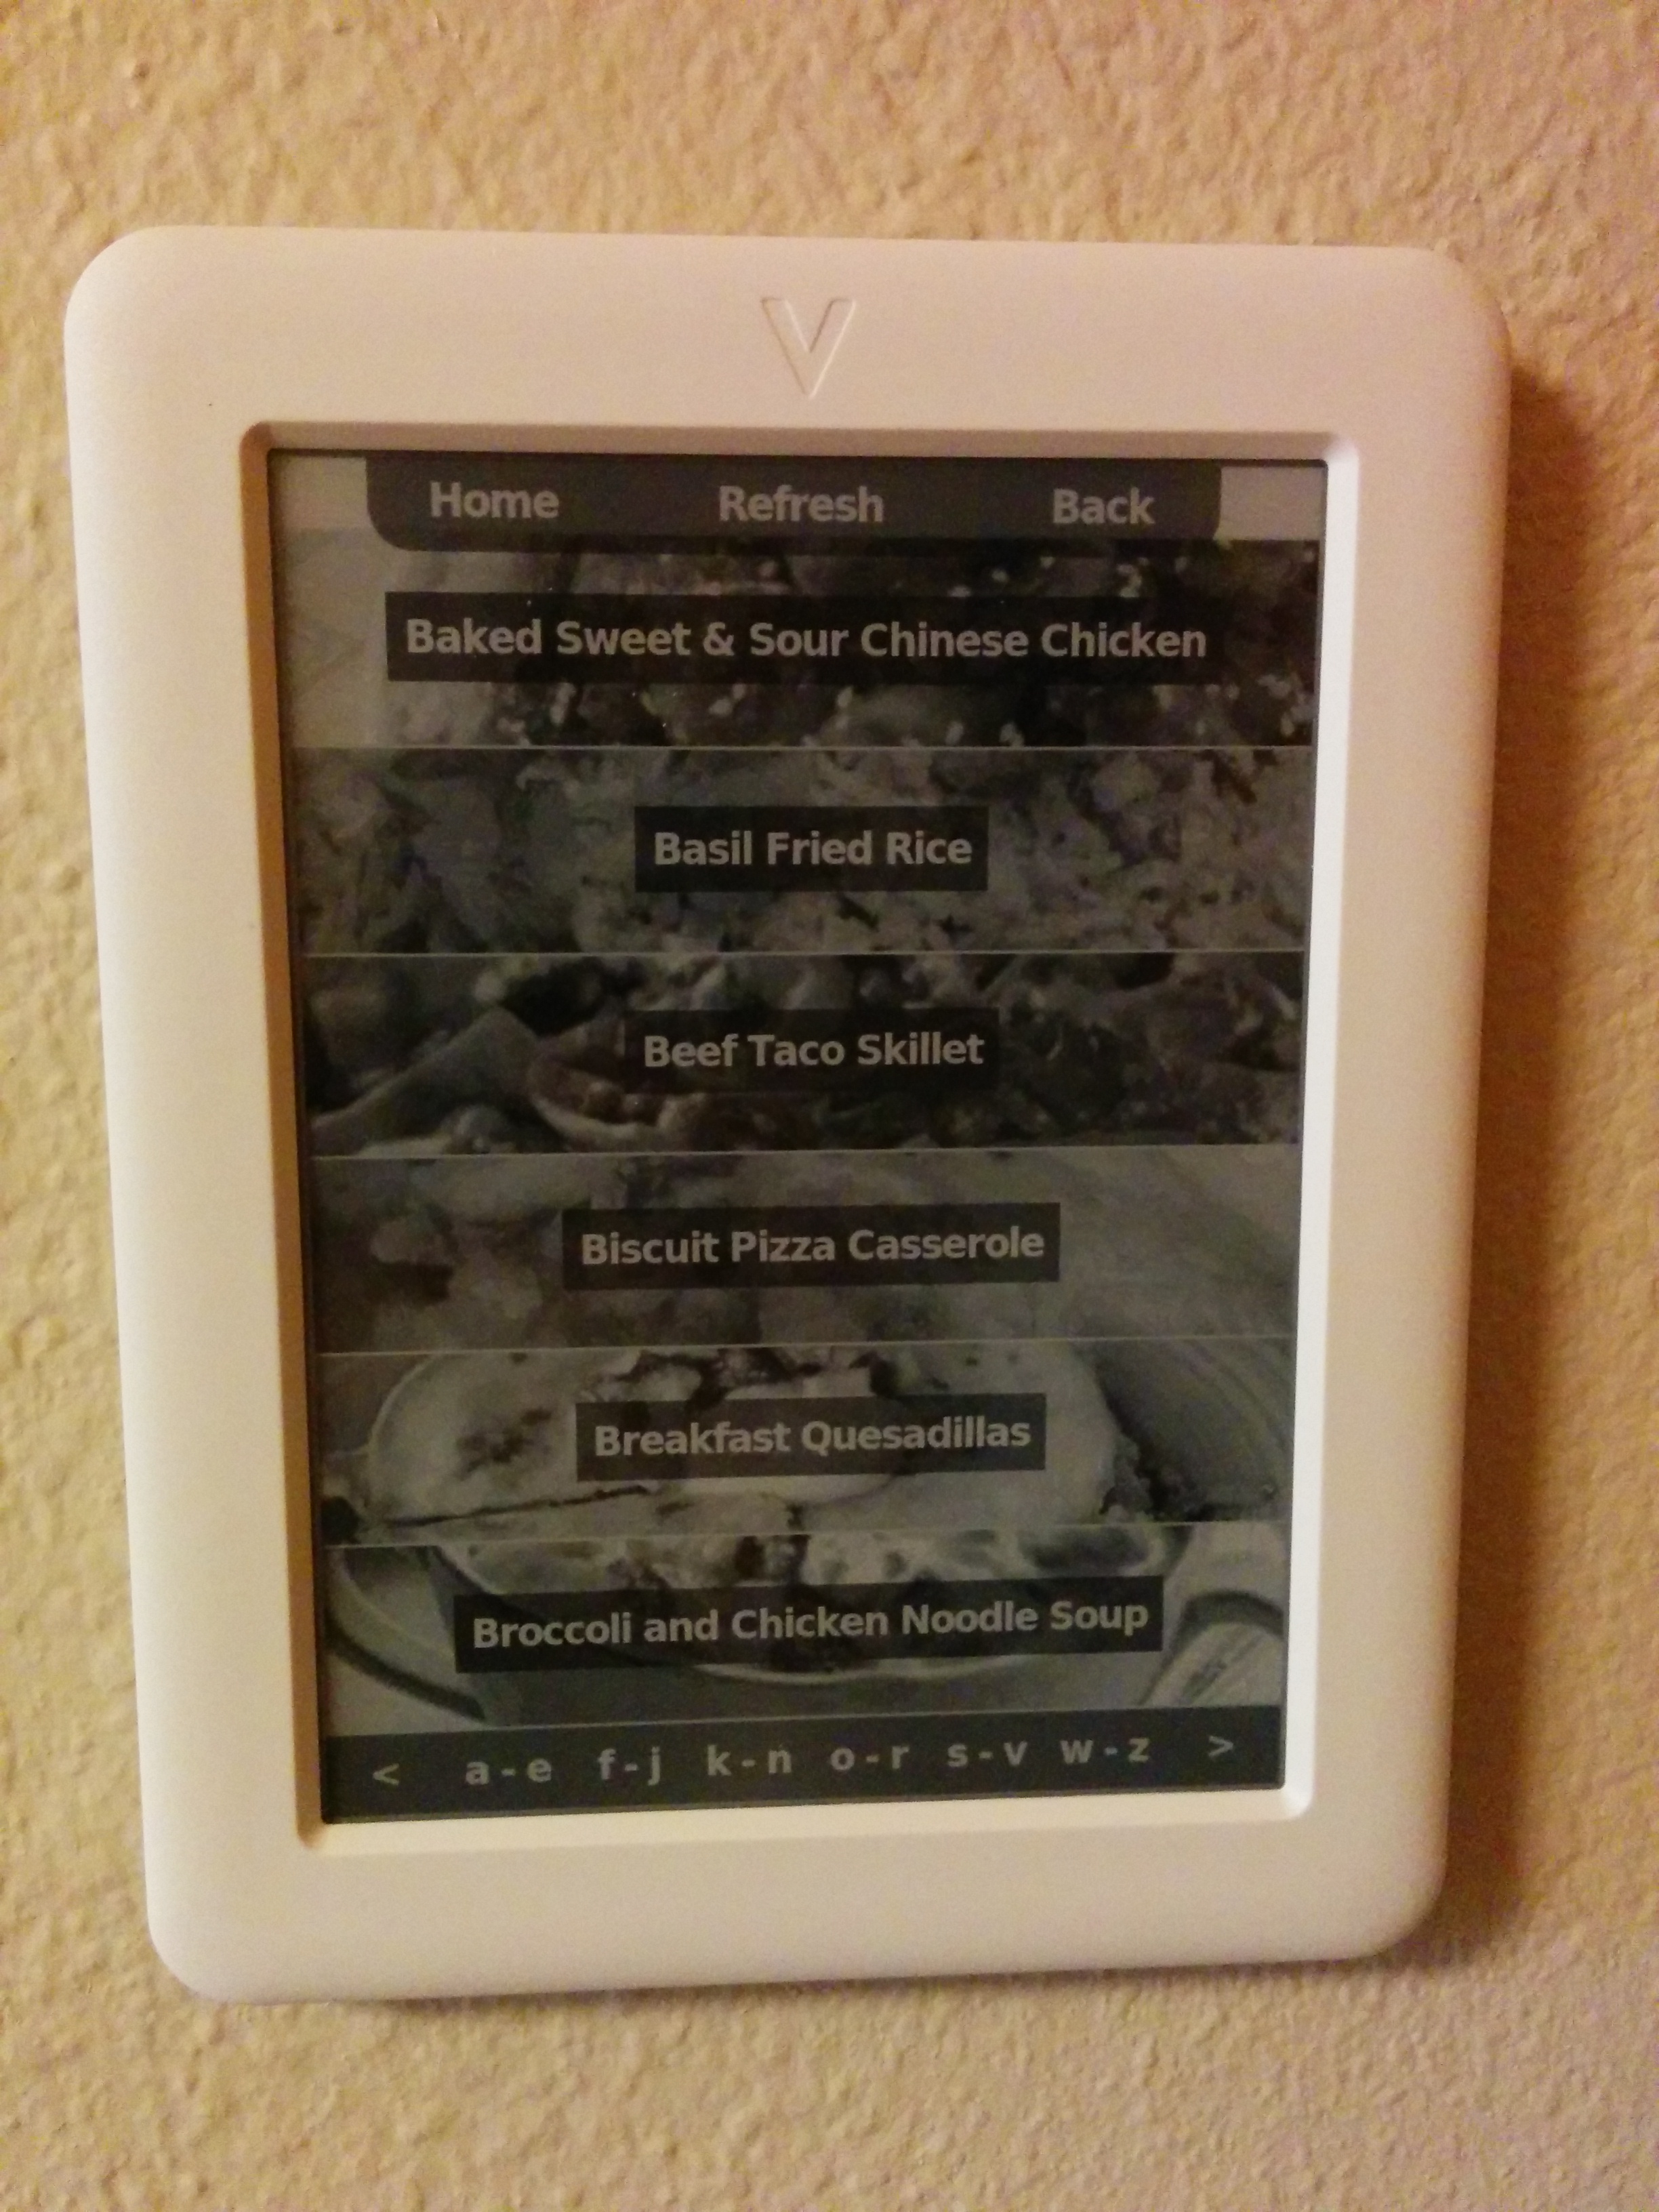 V
Home Refresh Back
Baked Sweet & Sour Chinese Chicken
Basil Fried Rice
Beef Taco Skillet
Biscuit Pizza Casserole
Breakfast Quesadillas
Broccoli and Chicken Noodle Soup
< a-e f-j k-n o-r s-v w-z >